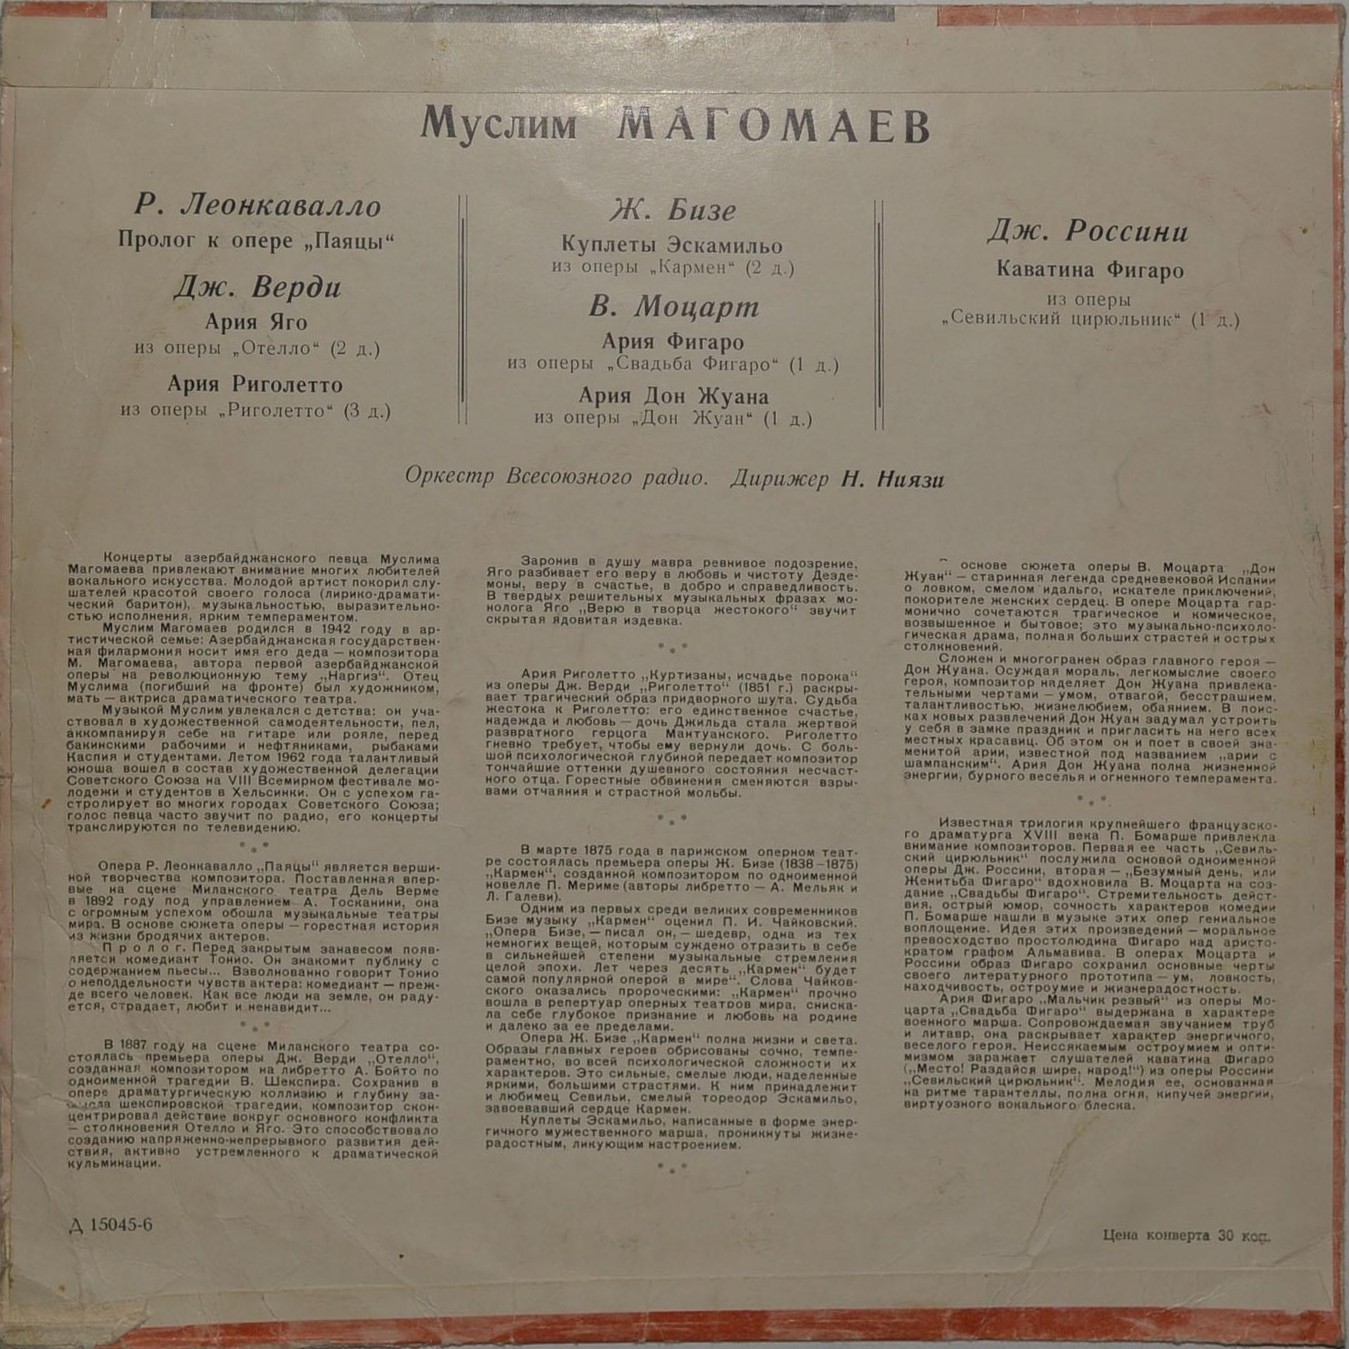 Муслим МАГОМАЕВ
Р. Леонкавалло
Пролог к опере „Паяцы“
Дж. Верди
Ария Яго
из оперы „Отелло“ (2 д.)
Ария Риголетто
из оперы „Риголетто“ (3 д.)
Ж. Бизе
Куплеты Эскамильо
из оперы „Кармен“ (2 д.)
В. Моцарт
Ария Фигаро
из оперы „Свадьба Фигаро“ (1 д.)
Ария Дон Жуана
из оперы „Дон Жуан“ (1 д.)
Дж. Россини
Каватина Фигаро
из оперы
„Севильский цирюльник“ (1 д.)
Оркестр Всесоюзного радио. Дирижер Н. Ниязи
Концерты азербайджанского певца Муслима
Магомаева привлекают внимание многих любителей
вокального искусства. Молодой артист покорил слу-
шателей красотой своего голоса (лирико-драмати-
ческий баритон), музыкальностью, выразительно-
стью исполнения, ярким темпераментом.
Муслим Магомаев родился в 1942 году в ар-
тистической семье: Азербайджанская государствен-
ная филармония носит имя его деда — композитора
М. Магомаева, автора первой азербайджанской
оперы на революционную тему „Наргиз“. Отец
Муслима (погибший на фронте) был художником,
мать — актриса драматического театра.
Музыкой Муслим увлекался с детства: он уча-
ствовал в художественной самодеятельности, пел,
аккомпанируя себе на гитаре или рояле, перед
бакинскими рабочими и нефтяниками, рыбаками
Каспия и студентами. Летом 1962 года талантливый
юноша вошел в состав художественной делегации
Советского Союза на VIII Всемирном фестивале мо-
лодежи и студентов в Хельсинки. Он с успехом га-
стролирует во многих городах Советского Союза;
голос певца часто звучит по радио, его концерты
транслируются по телевидению.
* * *
Опера Р. Леонкавалло „Паяцы“ является верши-
ной творчества композитора. Поставленная впер-
вые на сцене Миланского театра Дель Верме
в 1892 году под управлением А. Тосканини, она
с огромным успехом обошла музыкальные театры
мира. В основе сюжета оперы — горестная история
из жизни бродячих актеров.
Пролог. Перед закрытым занавесом появ-
ляется комедиант Тонио. Он знакомит публику с
содержанием пьесы... Взволнованно говорит Тонио
о неподдельности чувств актера: комедиант — преж-
де всего человек. Как все люди на земле, он раду-
ется, страдает, любит и ненавидит...
* * *
В 1887 году на сцене Миланского театра со-
стоялась премьера оперы Дж. Верди „Отелло“,
созданная композитором на либретто А. Бойто по
одноименной трагедии В. Шекспира. Сохранив в
опере драматургическую коллизию и глубину за-
шекспировской трагедии, композитор скон-
центрировал действие вокруг основного конфликта
— столкновения Отелло и Яго. Это способствовало
созданию напряженно-непрерывного развития дей-
ствия, активно устремленного к драматической
кульминации.
Заронив в душу мавра ревнивое подозрение,
Яго разбивает его веру в любовь и чистоту Дезде-
моны, веру в счастье, в добро и справедливость.
В твердых решительных музыкальных фразах мо-
нолога Яго „Верю в творца жестокого“ звучит
скрытая ядовитая издевка.
* * *
Ария Риголетто „Куртизаны, исчадье порока“
из оперы Дж. Верди „Риголетто“ (1851 г.) раскры-
вает трагический образ придворного шута. Судьба
жестока к Риголетто: его единственное счастье,
надежда и любовь — дочь Джильда стала жертвой
развратного герцога Мантуанского. Риголетто
гневно требует, чтобы ему вернули дочь. С боль-
шой психологической глубиной передает композитор
тончайшие оттенки душевного состояния несчаст-
ного отца. Горестные обвинения сменяются взры-
вами отчаяния и страстной мольбы.
* * *
В марте 1875 года в парижском оперном теат-
ре состоялась премьера оперы Ж. Бизе (1838—1875)
„Кармен“, созданной композитором по одноименной
новелле П. Мериме (авторы либретто — А. Мельяк и
Л. Галеви).
Одним из первых среди великих современников
Бизе музыку „Кармен“ оценил П. И. Чайковский.
„Опера Бизе, — писал он, — шедевр, одна из тех
немногих вещей, которым суждено отразить в себе
в сильнейшей степени музыкальные стремления
целой эпохи. Лет через десять „Кармен“ будет
самой популярной оперой в мире“. Слова Чайков-
ского оказались пророческими: „Кармен“ прочно
вошла в репертуар оперных театров мира, сниска-
ла себе глубокое признание и любовь на родине
и далеко за ее пределами.
Опера Ж. Бизе „Кармен“ полна жизни и света.
Образы главных героев обрисованы сочно, темпе-
раментно, во всей психологической сложности их
характеров. Это сильные, смелые люди, наделенные
яркими, большими страстями. К ним принадлежит
и любимец Севильи, смелый тореодор Эскамильо,
завоевавший сердце Кармен.
Куплеты Эскамильо, написанные в форме энер-
гичного мужественного марша, проникнуты жизне-
радостным, ликующим настроением.
* * *
основе сюжета оперы В. Моцарта „Дон
Жуан“ — старинная легенда средневековой Испании
о ловком, смелом идальго, искателе приключений,
покорителе женских сердец. В опере Моцарта гар-
монично сочетаются трагическое и комическое,
возвышенное и бытовое; это музыкально-психоло-
гическая драма, полная больших страстей и острых
столкновений.
Сложен и многогранен образ главного героя —
Дон Жуана. Осуждая мораль, легкомыслие своего
героя, композитор наделяет Дон Жуана привлека-
тельными чертами — умом, отвагой, бесстрашием,
талантливостью, жизнелюбием, обаянием. В поис-
ках новых развлечений Дон Жуан задумал устроить
у себя в замке праздник и пригласить на него всех
местных красавиц. Об этом он и поет в своей зна-
менитой арии, известной под названием „арии с
шампанским“. Ария Дон Жуана полна жизненной
энергии, бурного веселья и огненного темперамента.
* * *
Известная трилогия крупнейшего французско-
го драматурга XVIII века П. Бомарше привлекла
внимание композиторов. Первая ее часть „Севиль-
ский цирюльник“ послужила основой одноименной
оперы Дж. Россини, вторая — „Безумный день, или
Женитьба Фигаро“ вдохновила В. Моцарта на соз-
дание „Свадьбы Фигаро“. Стремительность дейст-
вия, острый юмор, сочность характеров комедии
П. Бомарше нашли в музыке этих опер гениальное
воплощение. Идея этих произведений — моральное
превосходство простолюдина Фигаро над аристо-
кратом графом Альмавива. В операх Моцарта и
Россини образ Фигаро сохранил основные черты
своего литературного прототипа — ум, ловкость,
находчивость, остроумие и жизнерадостность.
Ария Фигаро „Мальчик резвый“ из оперы Мо-
царта „Свадьба Фигаро“ выдержана в характере
военного марша. Сопровождаемая звучанием труб
и литавр, она раскрывает характер энергичного,
веселого героя. Неиссякаемым остроумием и опти-
мизмом заражает слушателей каватина Фигаро
(„Место! Раздайся шире, народ!“) из оперы Россини
„Севильский цирюльник“. Мелодия ее, основанная
на ритме тарантеллы, полна огня, кипучей энергии,
виртуозного вокального блеска.
Д 15045-6
Цена конверта 30 коп.